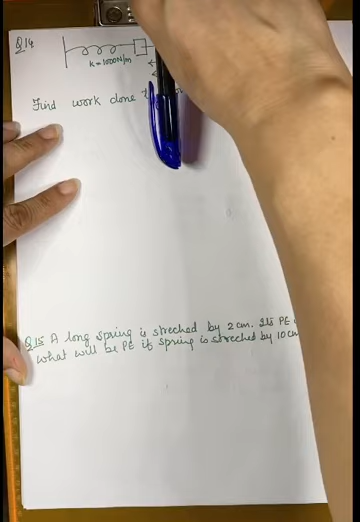 Q14
k=1000N/m
Find work done
Q15 A long spring is streched by 2 cm. Its PE
what will be PE if spring is streched by 10 cm